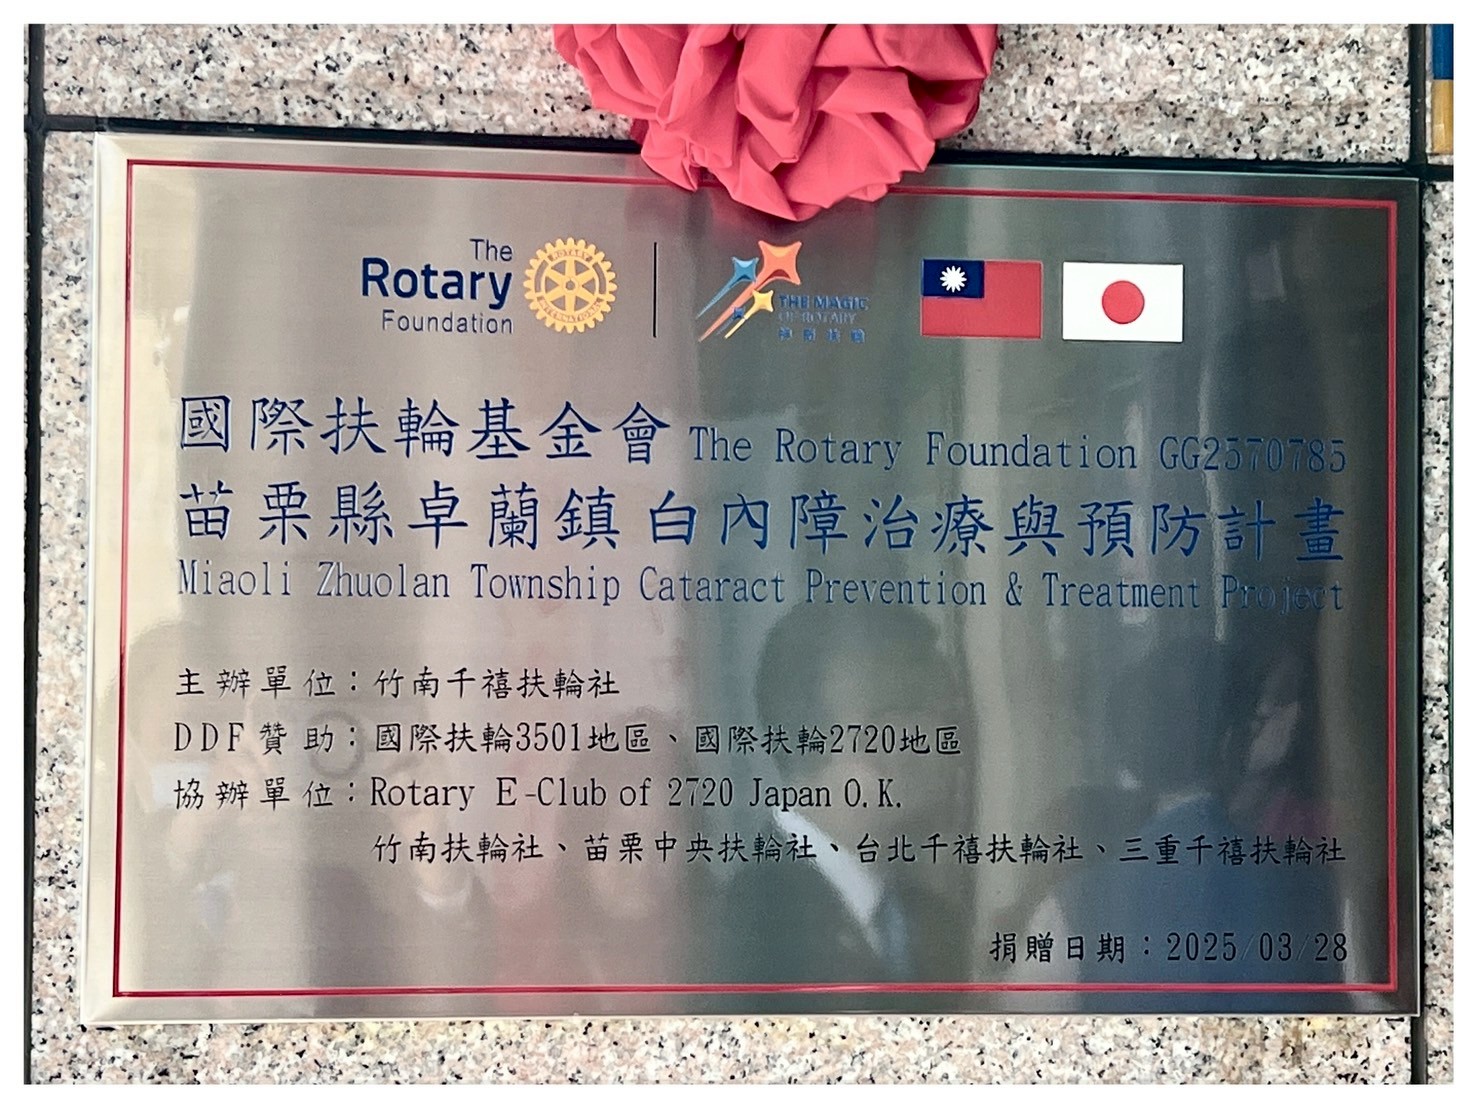 The
Rotary
Foundation
ROTARY
INTERNATIONAL
THE MAGIC
OF ROTARY
國際扶輪基金會 The Rotary Foundation GG2570785
苗栗縣卓蘭鎮白內障治療與預防計畫
Miaoli Zhuolan Township Cataract Prevention & Treatment Project
主辦單位：竹南千禧扶輪社
DDF贊助：國際扶輪3501地區、國際扶輪2720地區
協辦單位：Rotary E-Club of 2720 Japan O.K.
竹南扶輪社、苗栗中央扶輪社、台北千禧扶輪社、三重千禧扶輪社
捐贈日期：2025/03/28